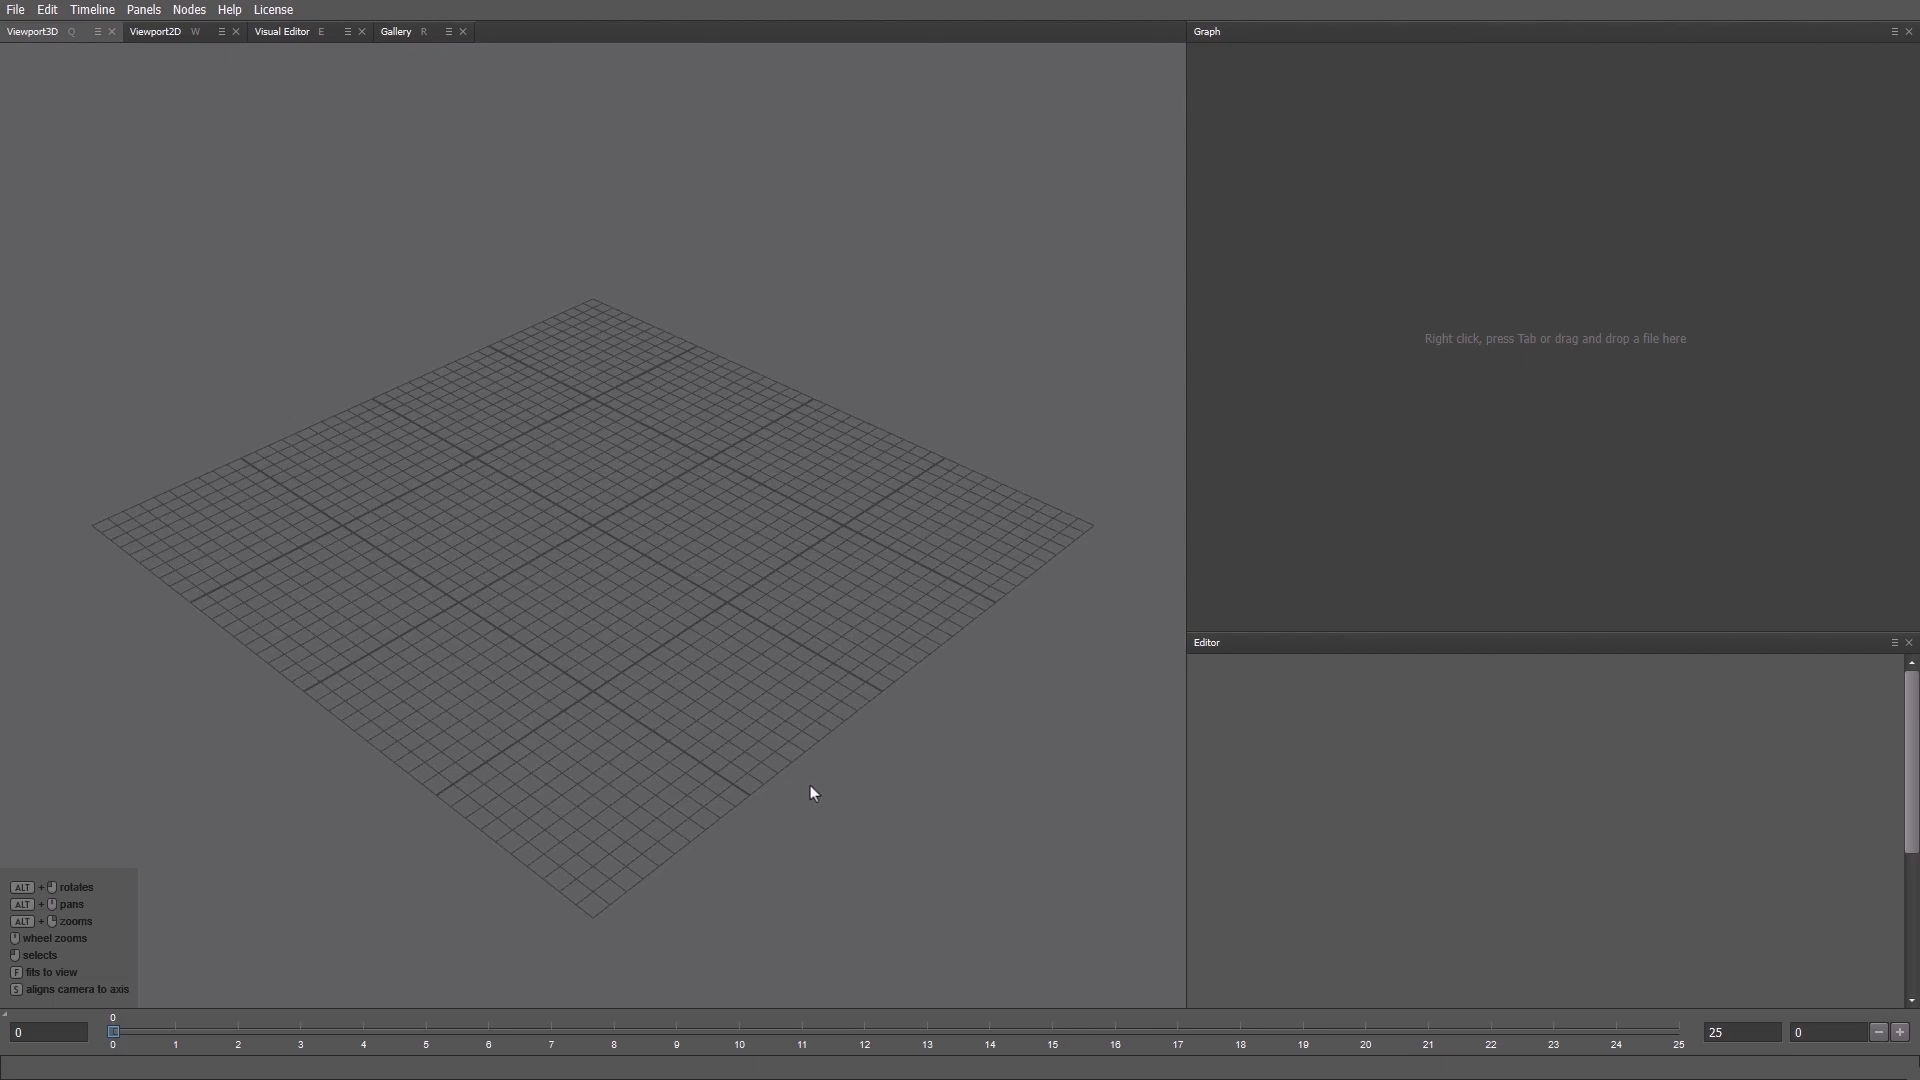 File Edit Timeline Panels Nodes Help License
Viewport3D Q Viewport2D W Visual Editor E Gallery R Graph
Right click, press Tab or drag and drop a file here
Editor
ALT + rotates
ALT + pans
ALT + zooms
wheel zooms
selects
F fits to view
S aligns camera to axis
0
0 25 0
0 1 2 3 4 5 6 7 8 9 10 11 12 13 14 15 16 17 18 19 20 21 22 23 24 25